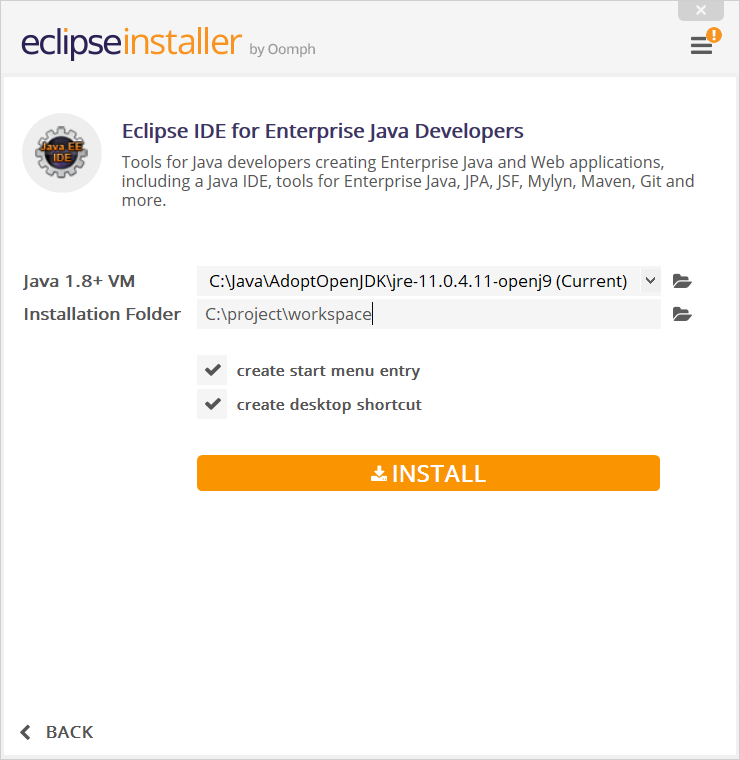 eclipseinstaller by Oomph
!
Java EE
IDE
Eclipse IDE for Enterprise Java Developers
Tools for Java developers creating Enterprise Java and Web applications,
including a Java IDE, tools for Enterprise Java, JPA, JSF, Mylyn, Maven, Git and
more.
Java 1.8+ VM C:\Java\AdoptOpenJDK\jre-11.0.4.11-openj9 (Current)
Installation Folder C:\project\workspace
create start menu entry
create desktop shortcut
INSTALL
BACK